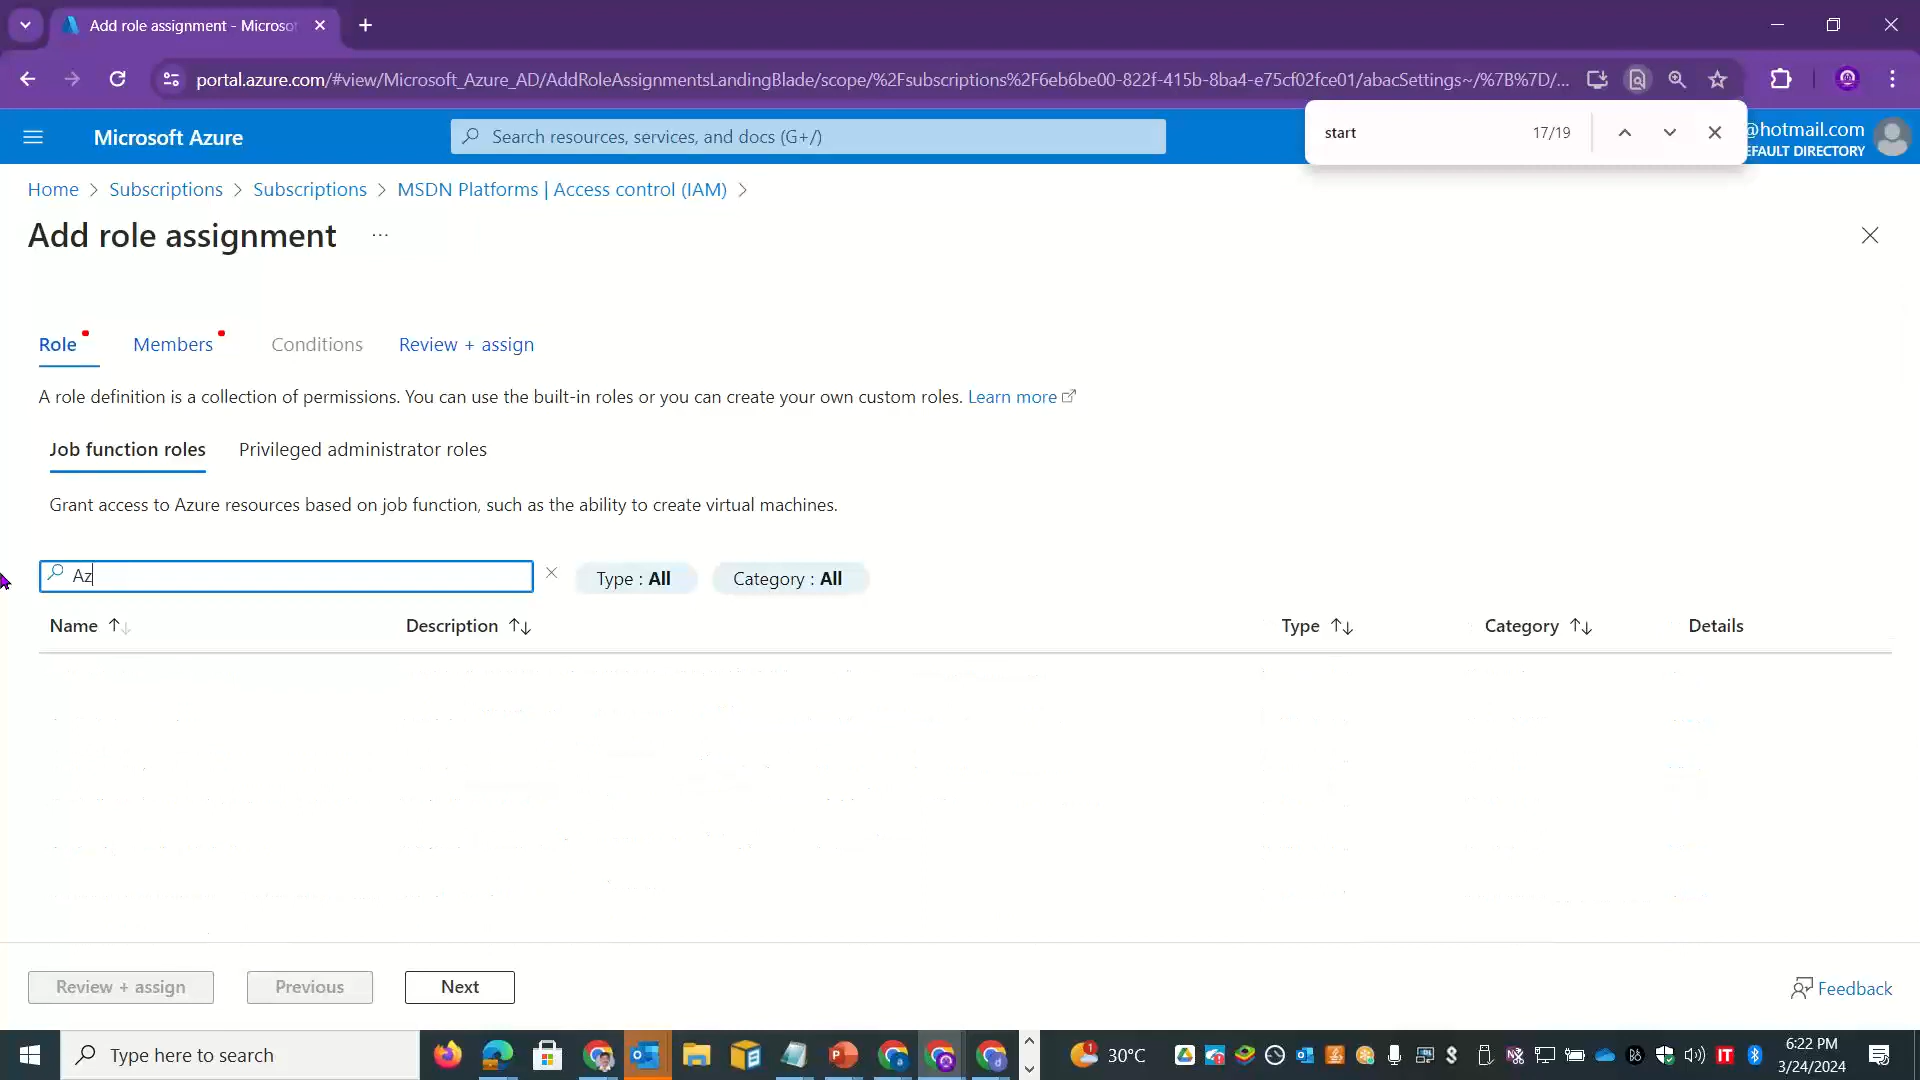 Add role assignment - Microso
portal.azure.com/#view/Microsoft_Azure_AD/AddRoleAssignmentsLandingBlade/scope/%2Fsubscriptions%2F6eb6be00-822f-415b-8ba4-e75cf02fce01/abacSettings~/%7B%7D/...
start 17/19
Microsoft Azure
Search resources, services, and docs (G+/)
@hotmail.com
EFAULT DIRECTORY
Home > Subscriptions > Subscriptions > MSDN Platforms | Access control (IAM) >
Add role assignment ...
Role Members Conditions Review + assign
A role definition is a collection of permissions. You can use the built-in roles or you can create your own custom roles. Learn more
Job function roles Privileged administrator roles
Grant access to Azure resources based on job function, such as the ability to create virtual machines.
Az
Type : All Category : All
Name Description Type Category Details
Review + assign Previous Next
Feedback
Type here to search
30°C
6:22 PM
3/24/2024